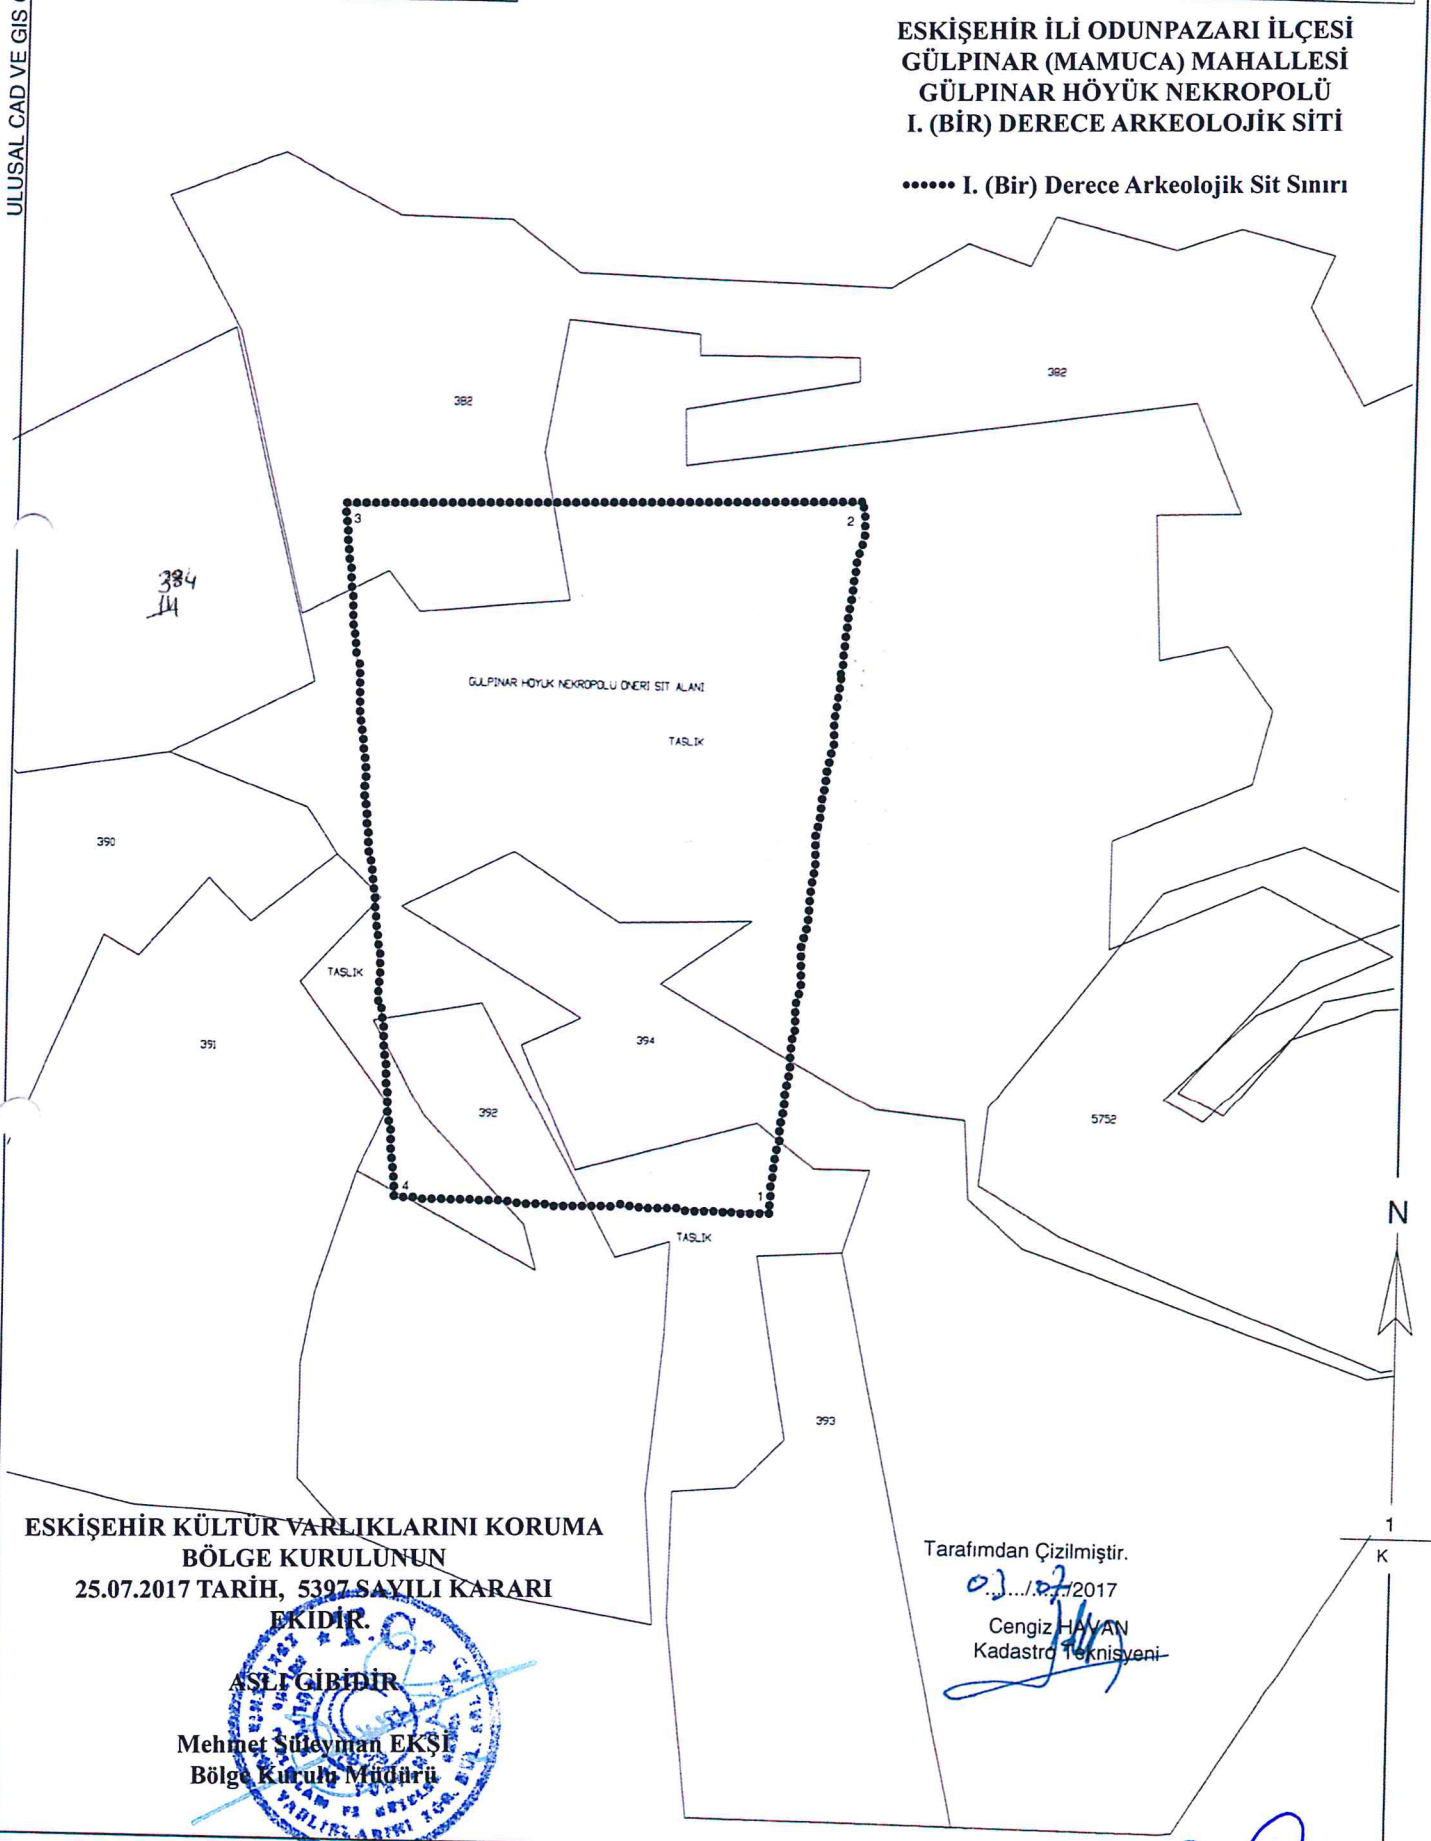 ULUSAL CAD VE GIS
ESKİŞEHİR İLİ ODUNPAZARI İLÇESİ
GÜLPINAR (MAMUCA) MAHALLESİ
GÜLPINAR HÖYÜK NEKROPOLÜ
I. (BİR) DERECE ARKEOLOJİK SİTİ
•••••• I. (Bir) Derece Arkeolojik Sit Sınırı
382
382
3
2
384
GULPINAR HOYUK NEKROPOLU ONERI SIT ALANI
TASLIK
390
TASLIK
391
394
392
5752
4
1
TASLIK
N
393
1
K
ESKİŞEHİR KÜLTÜR VARLIKLARINI KORUMA
BÖLGE KURULUNUN
25.07.2017 TARİH, 5397 SAYILI KARARI
EKİDİR.
T.C.
ASLI GİBİDİR
Mehmet Süleyman EKŞİ
Bölge Kurulu Müdürü
Tarafımdan Çizilmiştir.
03.../.07/2017
Cengiz HAYAN
Kadastro Teknisyeni